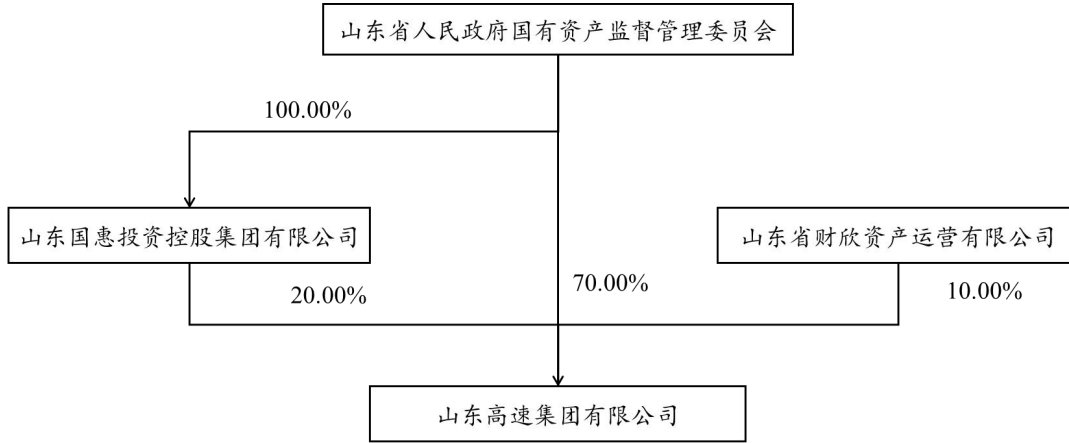 山东省人民政府国有资产监督管理委员会
100.00%
山东国惠投资控股集团有限公司
山东省财欣资产运营有限公司
20.00%
70.00%
10.00%
山东高速集团有限公司